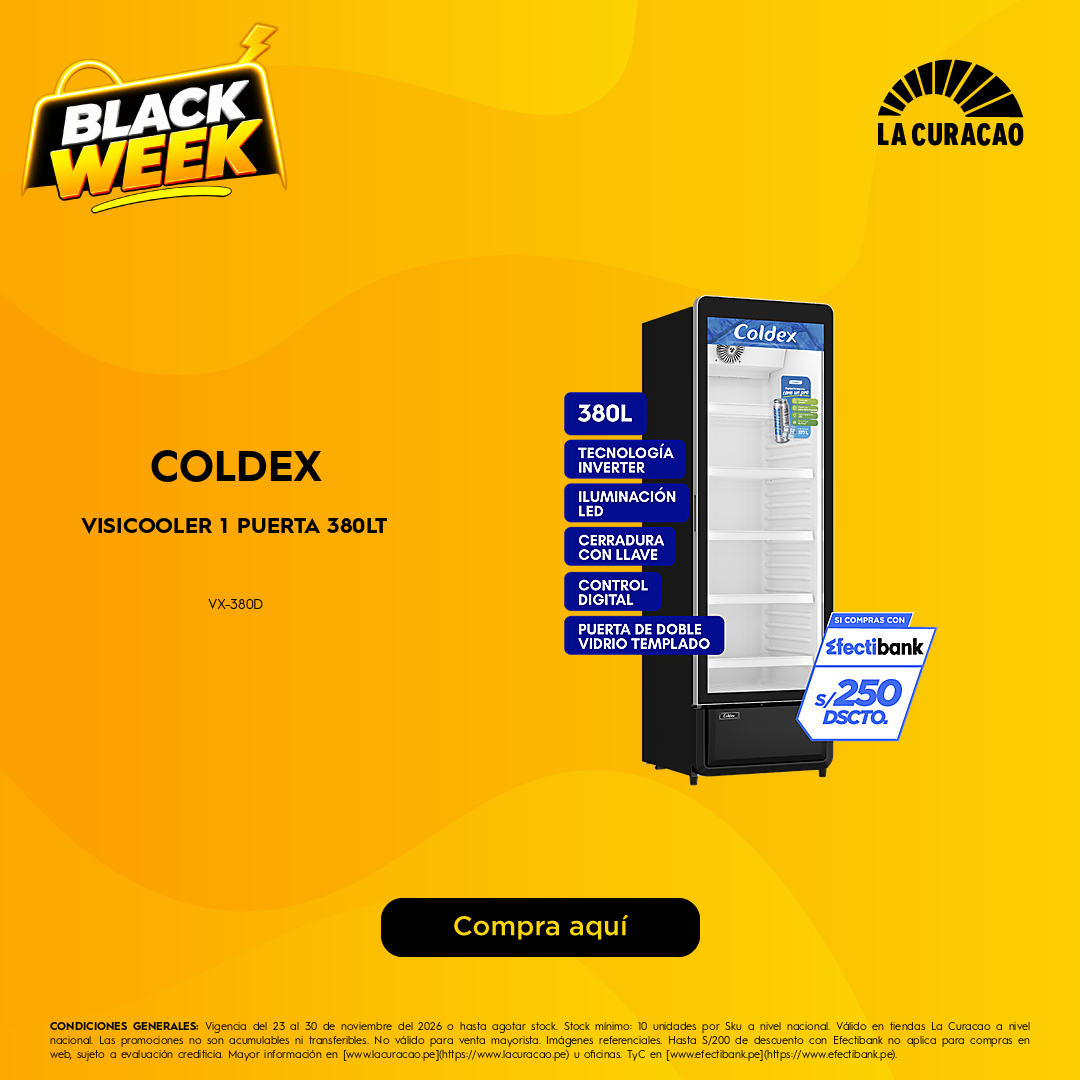 BLACK
WEEK
LA CURACAO
Coldex
380L
TECNOLOGÍA
INVERTER
ILUMINACIÓN
LED
CERRADURA
CON LLAVE
CONTROL
DIGITAL
PUERTA DE DOBLE
VIDRIO TEMPLADO
COLDEX
VISICOOLER 1 PUERTA 380LT
VX-380D
SI COMPRAS CON
Efectibank
S/250
DSCTO.
Coldex
Compra aquí
CONDICIONES GENERALES: Vigencia del 23 al 30 de noviembre del 2026 o hasta agotar stock. Stock mínimo: 10 unidades por Sku a nivel nacional. Válido en tiendas La Curacao a nivel
nacional. Las promociones no son acumulables ni transferibles. No válido para venta mayorista. Imágenes referenciales. Hasta S/200 de descuento con Efectibank no aplica para compras en
web, sujeto a evaluación crediticia. Mayor información en [www.lacuracao.pe](https://www.lacuracao.pe) u oficinas. TyC en [www.efectibank.pe](https://www.efectibank.pe).